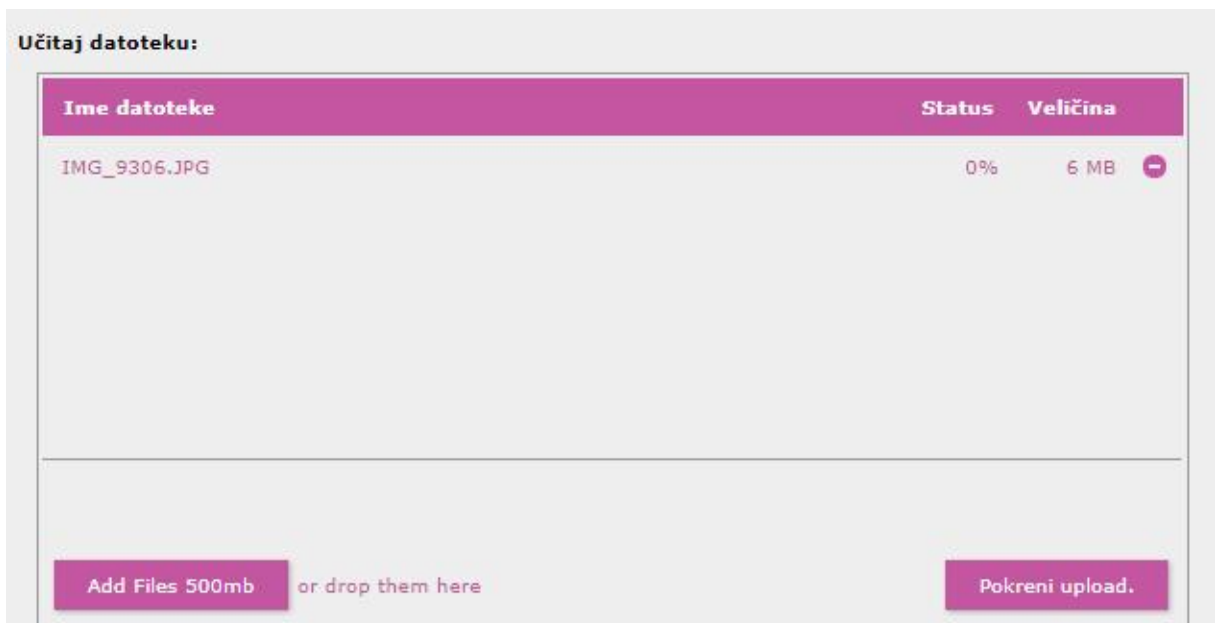 Učitaj datoteku:
Ime datoteke Status Veličina
IMG_9306.JPG 0% 6 MB
Add Files 500mb or drop them here Pokreni upload.